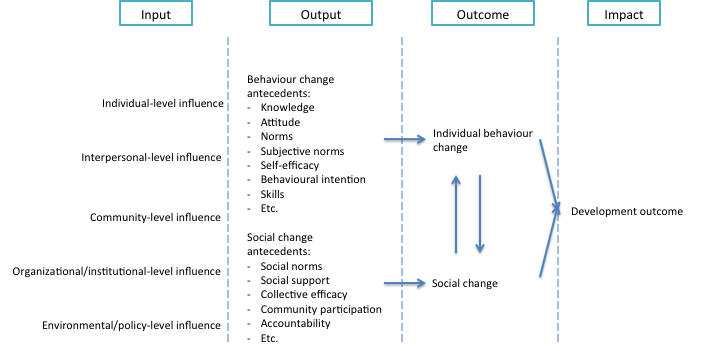 Input
Output
Outcome
Impact
Individual-level influence
Interpersonal-level influence
Community-level influence
Organizational/institutional-level influence
Environmental/policy-level influence
Behaviour change
antecedents:
- Knowledge
- Attitude
- Norms
- Subjective norms
- Self-efficacy
- Behavioural intention
- Skills
- Etc.
Social change
antecedents:
- Social norms
- Social support
- Collective efficacy
- Community participation
- Accountability
- Etc.
Individual behaviour
change
Social change
Development outcome